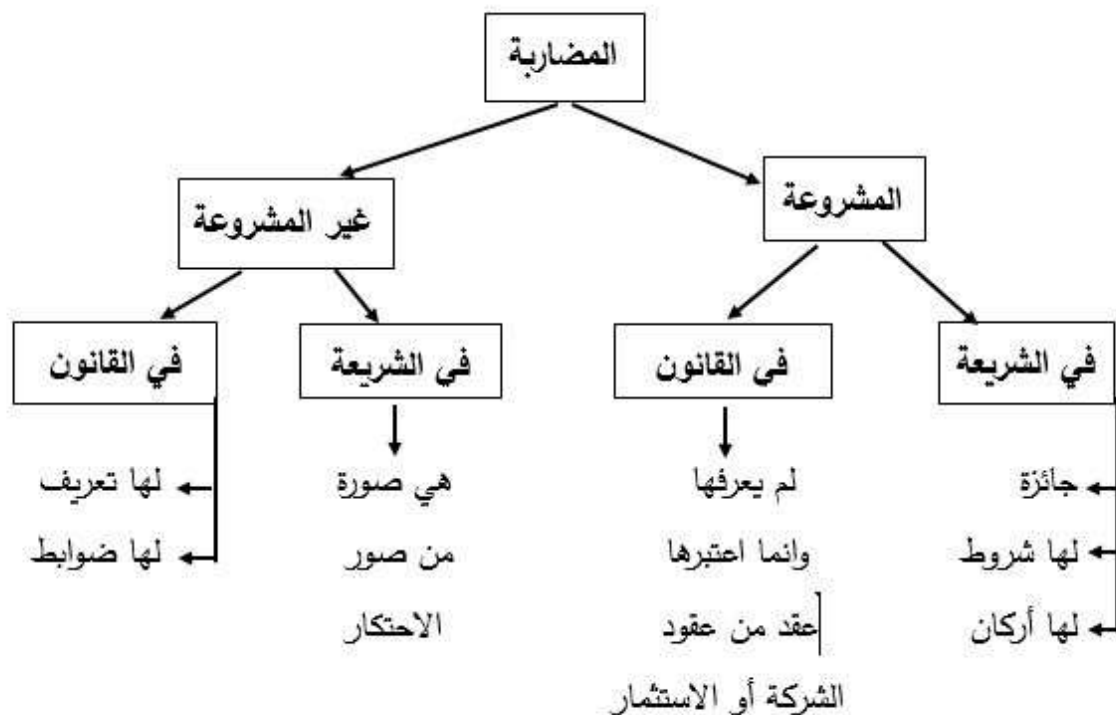 المضاربة
المشروعة
غير المشروعة
في الشريعة
في القانون
في الشريعة
في القانون
جائزة
لها شروط
لها أركان
لم يعرفها
وانما اعتبرها
عقد من عقود
الشركة أو الاستثمار
هي صورة
من صور
الاحتكار
لها تعريف
لها ضوابط